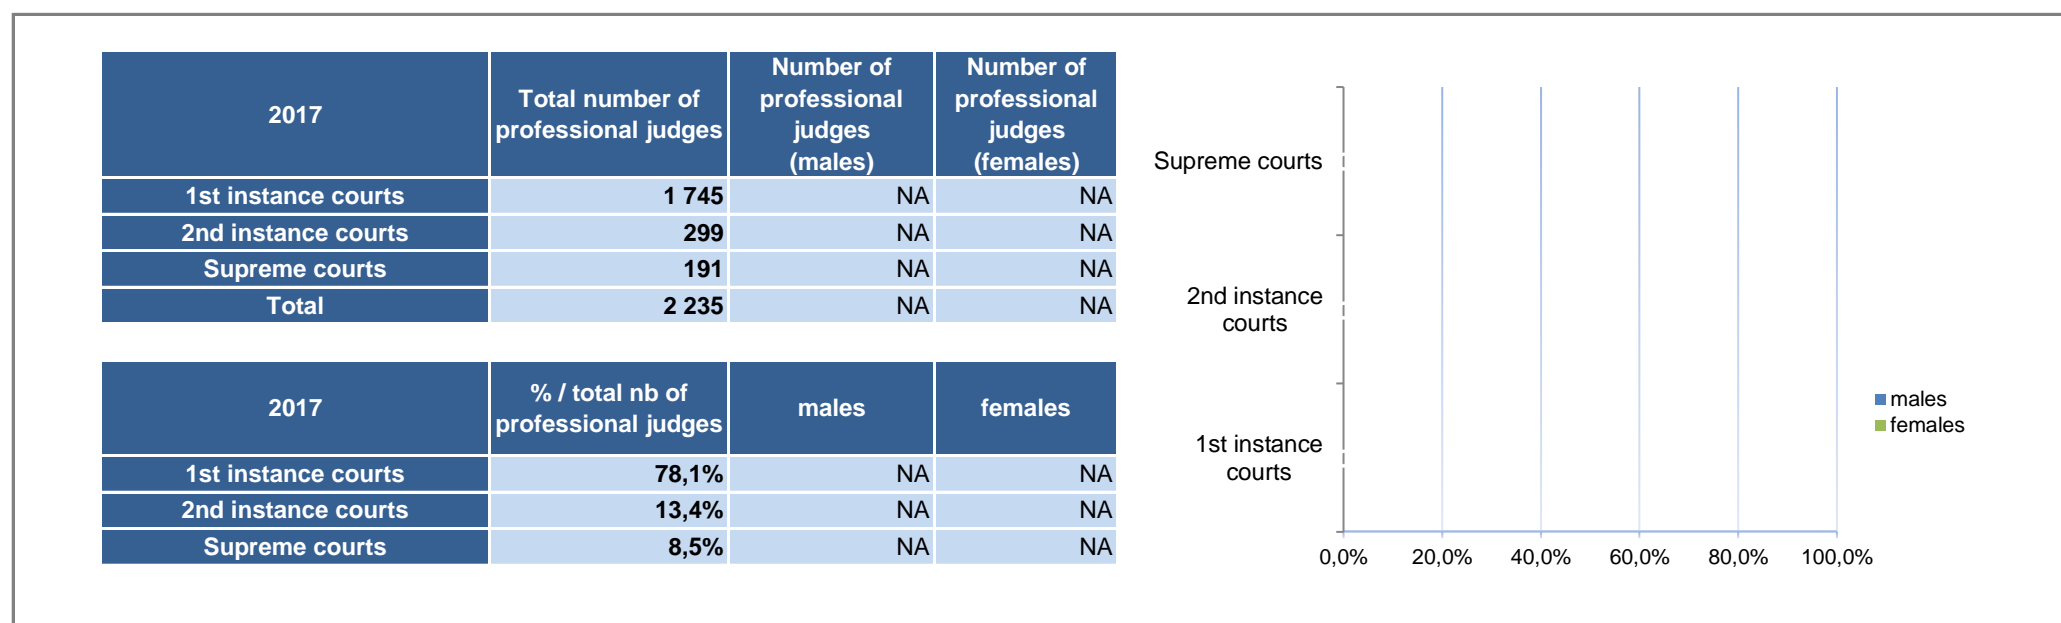 2017
Total number of
professional judges
Number of
professional
judges
(males)
Number of
professional
judges
(females)
1st instance courts 1 745 NA NA
2nd instance courts 299 NA NA
Supreme courts 191 NA NA
Total 2 235 NA NA
2017
% / total nb of
professional judges
males
females
1st instance courts 78,1% NA NA
2nd instance courts 13,4% NA NA
Supreme courts 8,5% NA NA
Supreme courts
2nd instance
courts
1st instance
courts
0,0% 20,0% 40,0% 60,0% 80,0% 100,0%
males
females